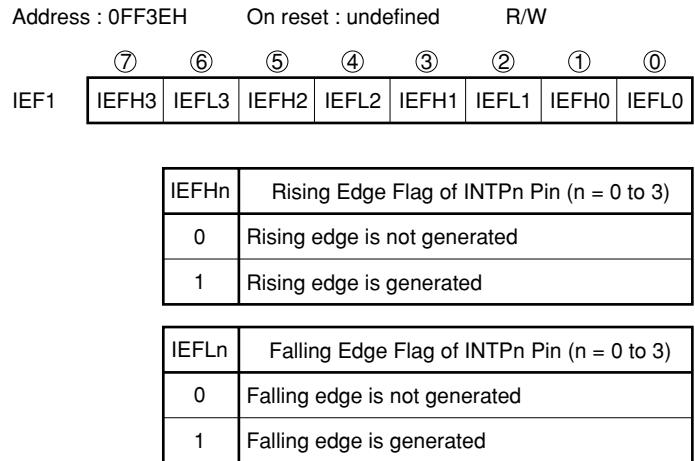 Address : 0FF3EH On reset : undefined R/W
⑦ ⑥ ⑤ ④ ③ ② ① ⓪
IEF1 IEFH3 IEFL3 IEFH2 IEFL2 IEFH1 IEFL1 IEFH0 IEFL0
IEFHn Rising Edge Flag of INTPn Pin (n = 0 to 3)
0 Rising edge is not generated
1 Rising edge is generated
IEFLn Falling Edge Flag of INTPn Pin (n = 0 to 3)
0 Falling edge is not generated
1 Falling edge is generated